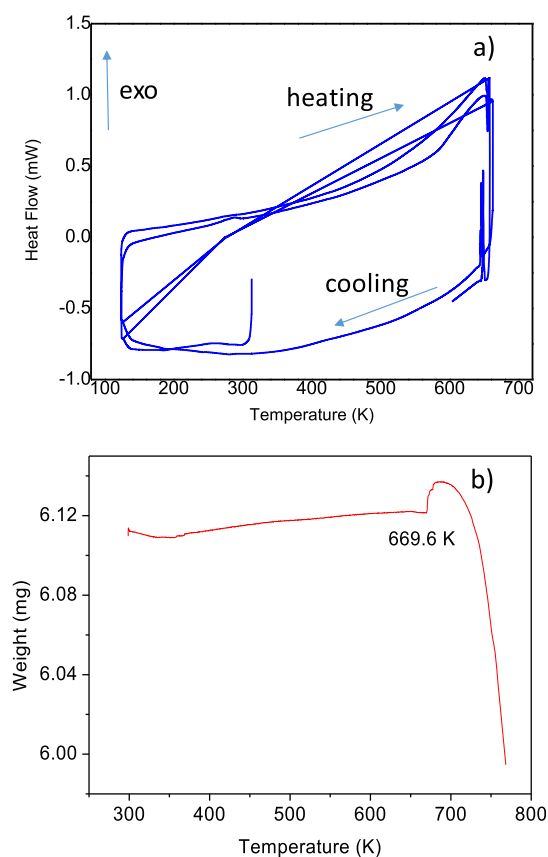 1.5
a)
exo
heating
1.0
0.5
Heat Flow (mW)
0.0
cooling
-0.5
-1.0
100 200 300 400 500 600 700
Temperature (K)
b)
6.12
669.6 K
6.08
Weight (mg)
6.04
6.00
300 400 500 600 700 800
Temperature (K)